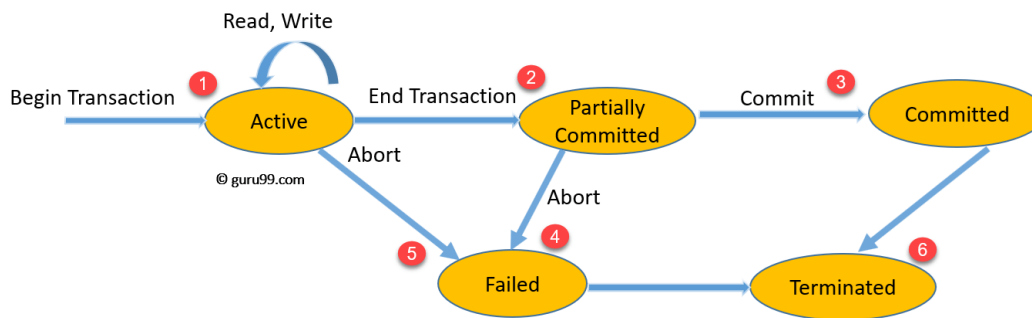 Read, Write
1
2
3
Begin Transaction
End Transaction
Commit
Active
Partially
Committed
Committed
Abort
© guru99.com
Abort
5
4
6
Failed
Terminated